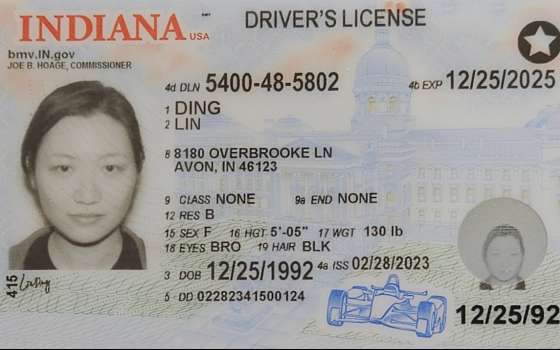 INDIANA USA
DRIVER'S LICENSE
bmv.IN.gov
JOE B. HOAGE, COMMISSIONER
4d DLN 5400-48-5802
4b EXP 12/25/2025
1 DING
2 LIN
8 8180 OVERBROOKE LN
AVON, IN 46123
9 CLASS NONE 9a END NONE
12 RES B
15 SEX F 16 HGT 5'-05" 17 WGT 130 lb
18 EYES BRO 19 HAIR BLK
3 DOB 12/25/1992 4a ISS 02/28/2023
5 DD 02282341500124
415
12/25/92